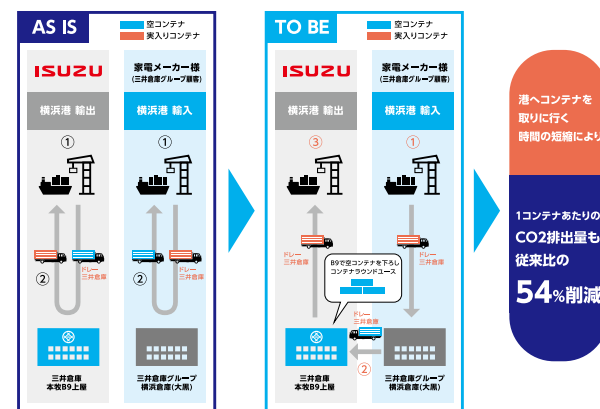 AS IS
空コンテナ
実入りコンテナ
ISUZU
家電メーカー様
(三井倉庫グループ顧客)
横浜港 輸出
横浜港 輸入
①
①
ドレー
三井倉庫
ドレー
三井倉庫
②
②
三井倉庫
本牧B9上屋
三井倉庫グループ
横浜倉庫(大黒)
TO BE
空コンテナ
実入りコンテナ
ISUZU
家電メーカー様
(三井倉庫グループ顧客)
横浜港 輸出
横浜港 輸入
③
①
ドレー
三井倉庫
ドレー
三井倉庫
B9で空コンテナを下ろし
コンテナラウンドユース
ドレー
三井倉庫
②
三井倉庫
本牧B9上屋
三井倉庫グループ
横浜倉庫(大黒)
港へコンテナを
取りに行く
時間の短縮により
1コンテナあたりの
CO2排出量も
従来比の
54%削減